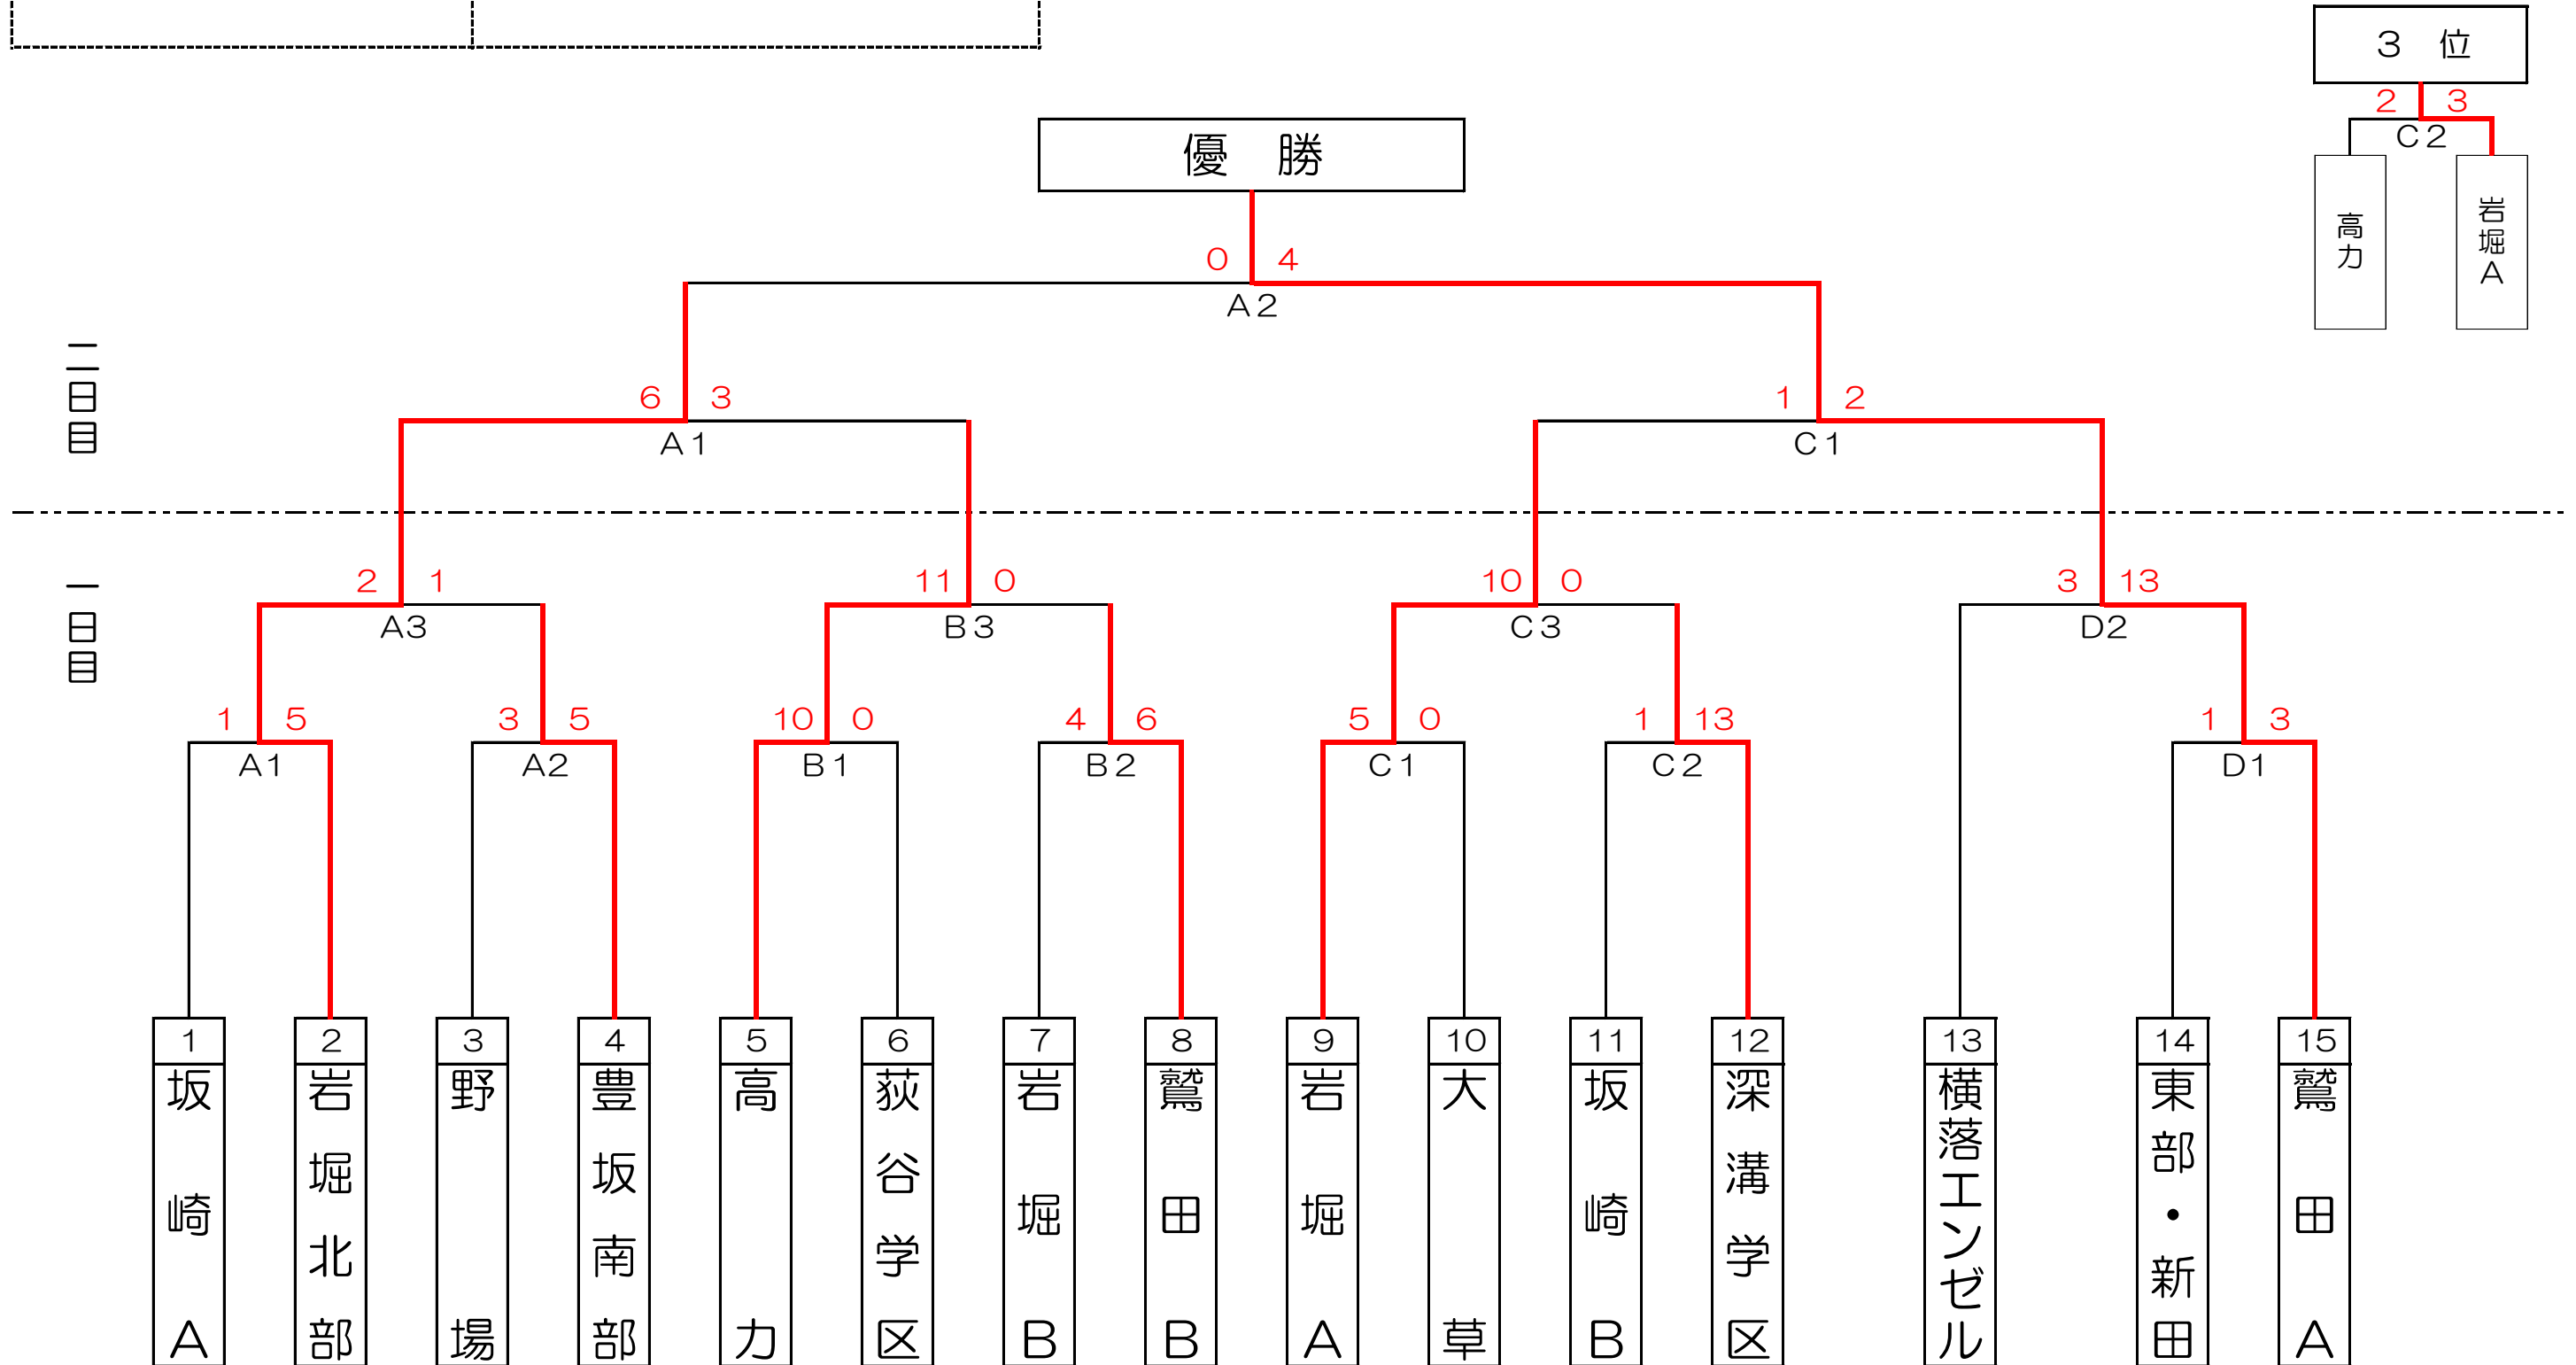 3 位
2 3
C2
高力
岩堀A
優 勝
0 4
A2
二日目
6 3
A1
1 2
C1
一日目
2 1
A3
11 0
B3
10 0
C3
3 13
D2
1 5
A1
3 5
A2
10 0
B1
4 6
B2
5 0
C1
1 13
C2
1 3
D1
1
坂崎A
2
岩堀北部
3
野場
4
豊坂南部
5
高力
6
荻谷学区
7
岩堀B
8
鷲田B
9
岩堀A
10
大草
11
坂崎B
12
深溝学区
13
横落エンゼル
14
東部・新田
15
鷲田A